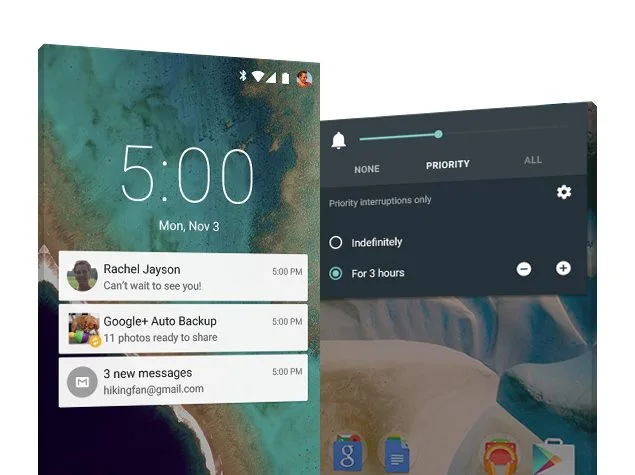 5:00
Mon, Nov 3
Rachel Jayson 5:00 PM
Can't wait to see you!
Google+ Auto Backup 5:00 PM
11 photos ready to share
3 new messages 5:00 PM
hikingfan@gmail.com
NONE PRIORITY ALL
Priority interruptions only
Indefinitely
For 3 hours
g